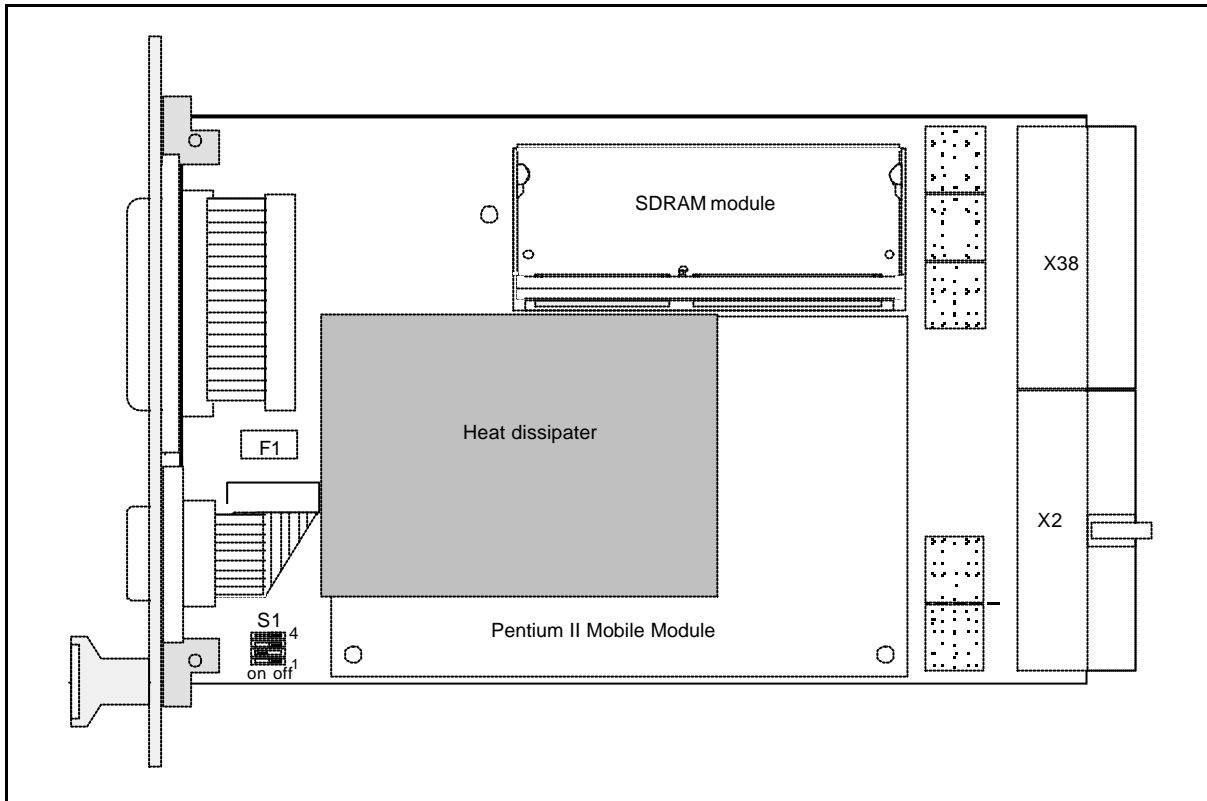 SDRAM module
X38
Heat dissipater
F1
X2
S1
4
Pentium II Mobile Module
1
on off